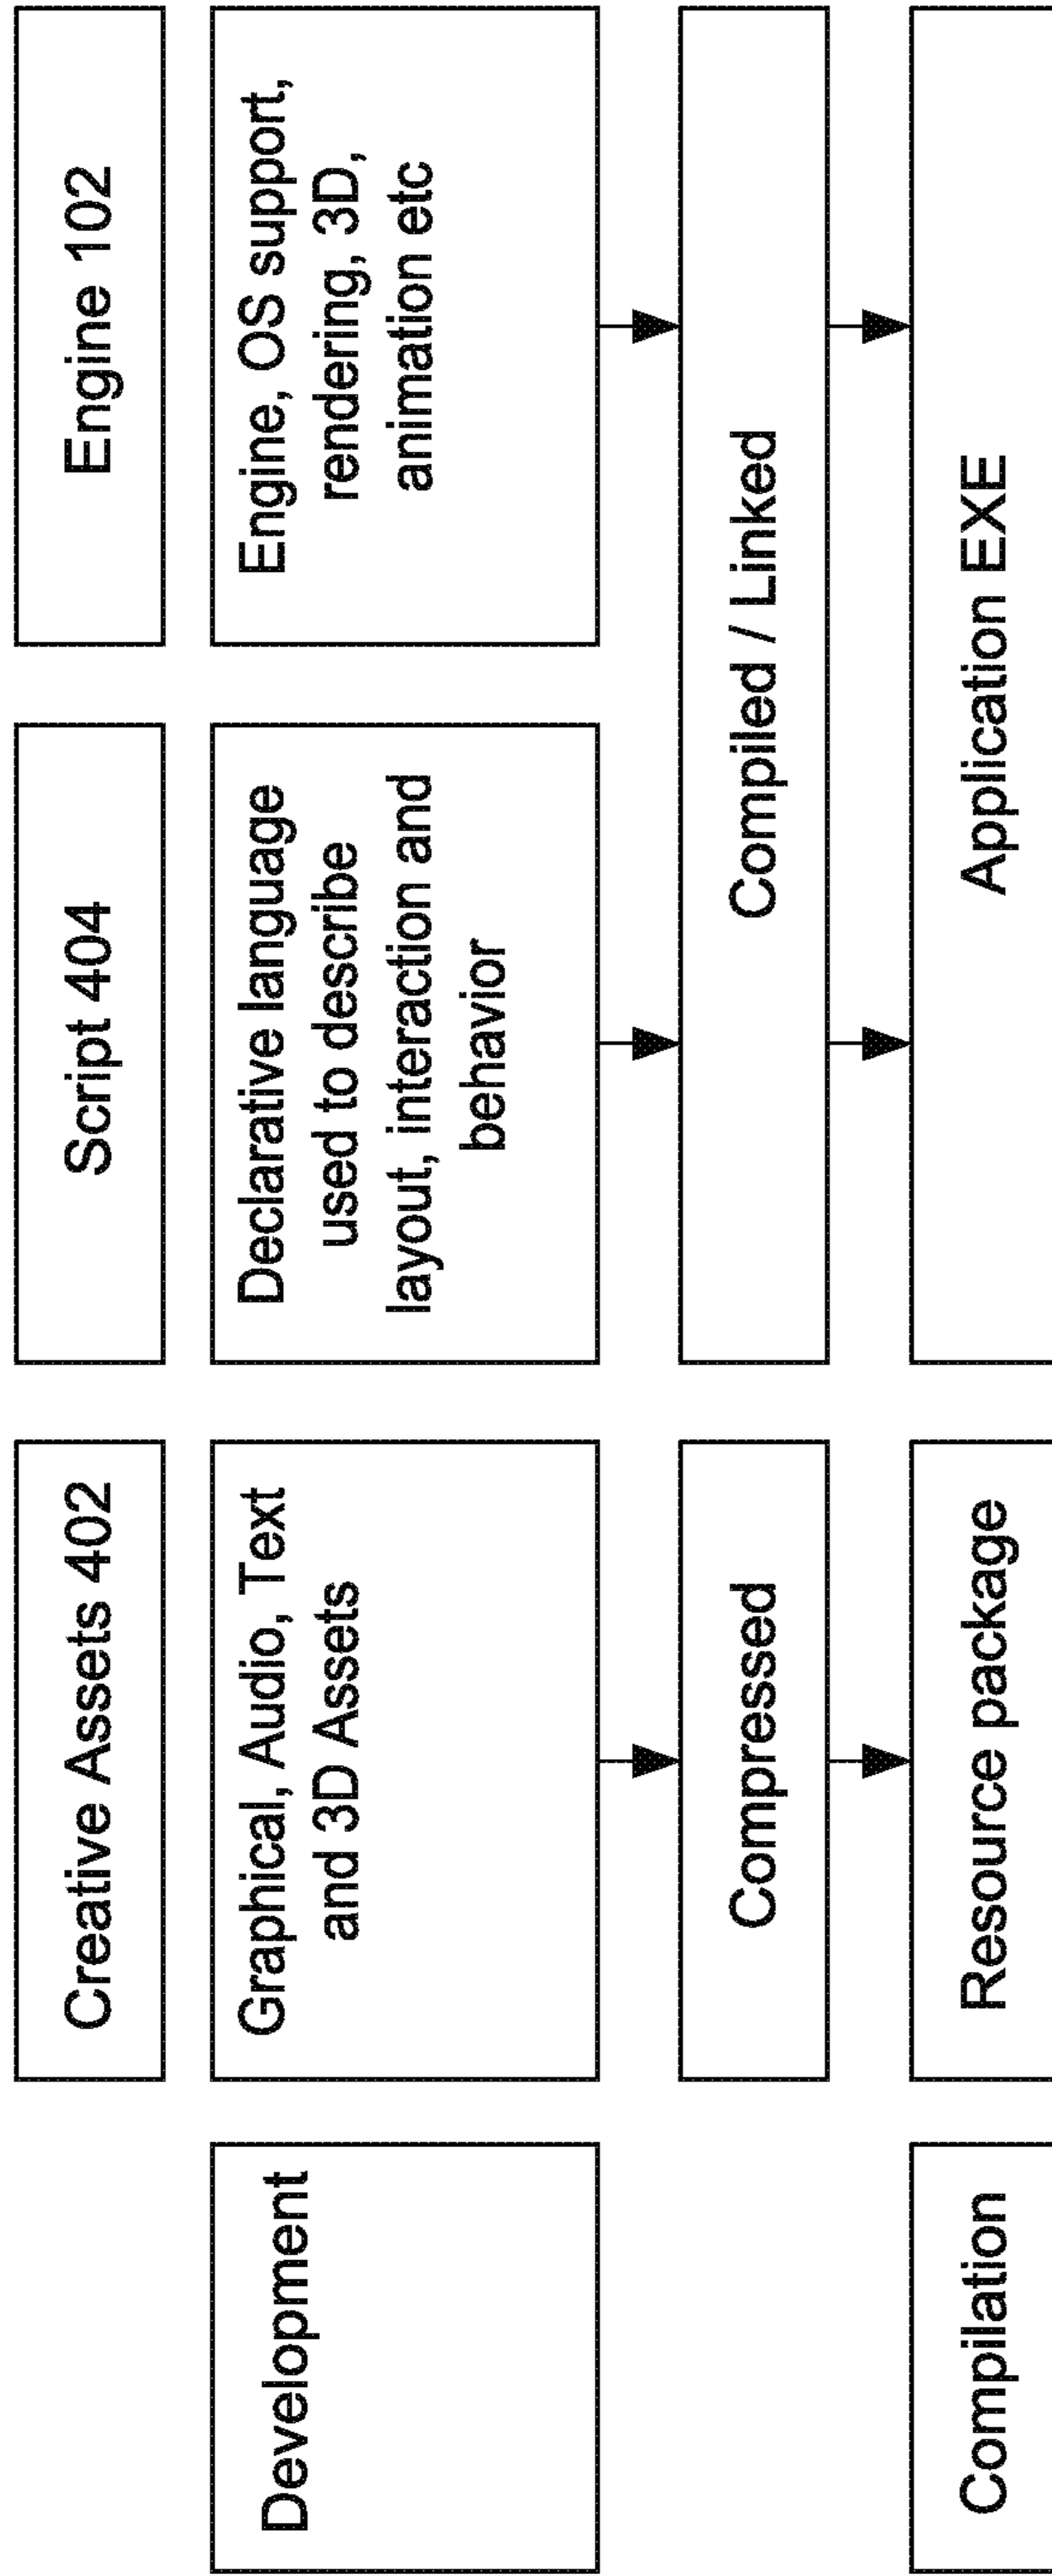 Creative Assets 402
Script 404
Engine 102
Development
Graphical, Audio, Text
and 3D Assets
Declarative language
used to describe
layout, interaction and
behavior
Engine, OS support,
rendering, 3D,
animation etc
Compressed
Compiled / Linked
Compilation
Resource package
Application EXE